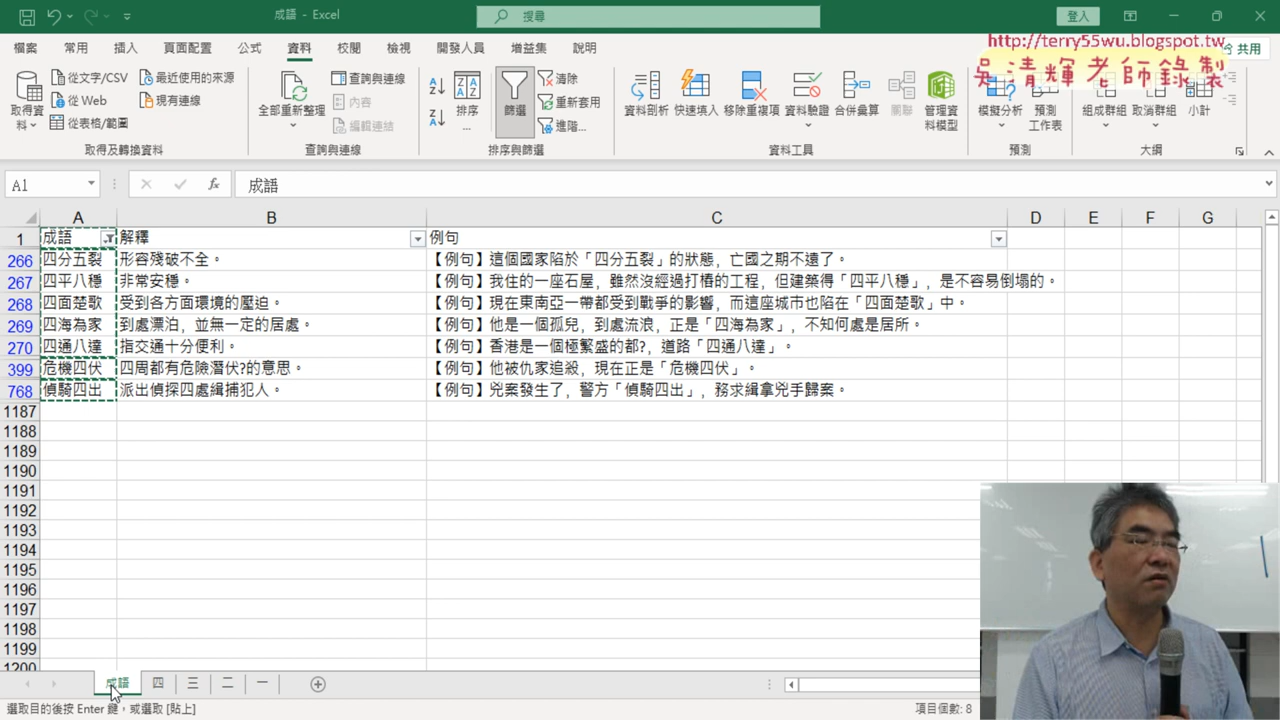 成語 - Excel
搜尋
登入
檔案 常用 插入 頁面配置 公式 資料 校閱 檢視 開發人員 增益集 說明
共用
http://terry55wu.blogspot.tw
吳清輝老師錄製
取得資料
從文字/CSV
從 Web
從表格/範圍
最近使用的來源
現有連線
全部重新整理
查詢與連線
內容
編輯連結
排序...
篩選
清除
重新套用
進階...
資料剖析 快速填入 移除重複項 資料驗證 合併彙算 關聯 管理資料模型
模擬分析 預測工作表
組成群組 取消群組 小計
取得及轉換資料 查詢與連線 排序與篩選 資料工具 預測 大綱
A1 fx 成語
A B C D E F G
1 成語 解釋 例句
266 四分五裂 形容殘破不全。 【例句】這個國家陷於「四分五裂」的狀態，亡國之期不遠了。
267 四平八穩 非常安穩。 【例句】我住的一座石屋，雖然沒經過打樁的工程，但建築得「四平八穩」，是不容易倒塌的。
268 四面楚歌 受到各方面環境的壓迫。 【例句】現在東南亞一帶都受到戰爭的影響，而這座城市也陷在「四面楚歌」中。
269 四海為家 到處漂泊，並無一定的居處。 【例句】他是一個孤兒，到處流浪，正是「四海為家」，不知何處是居所。
270 四通八達 指交通十分便利。 【例句】香港是一個極繁盛的都?，道路「四通八達」。
399 危機四伏 四周都有危險潛伏?的意思。 【例句】他被仇家追殺，現在正是「危機四伏」。
768 偵騎四出 派出偵探四處緝捕犯人。 【例句】兇案發生了，警方「偵騎四出」，務求緝拿兇手歸案。
1187
1188
1189
1190
1191
1192
1193
1194
1195
1196
1197
1198
1199
1200
成語 四 三 二 一
選取目的後按 Enter 鍵，或選取 [貼上]
項目個數: 8